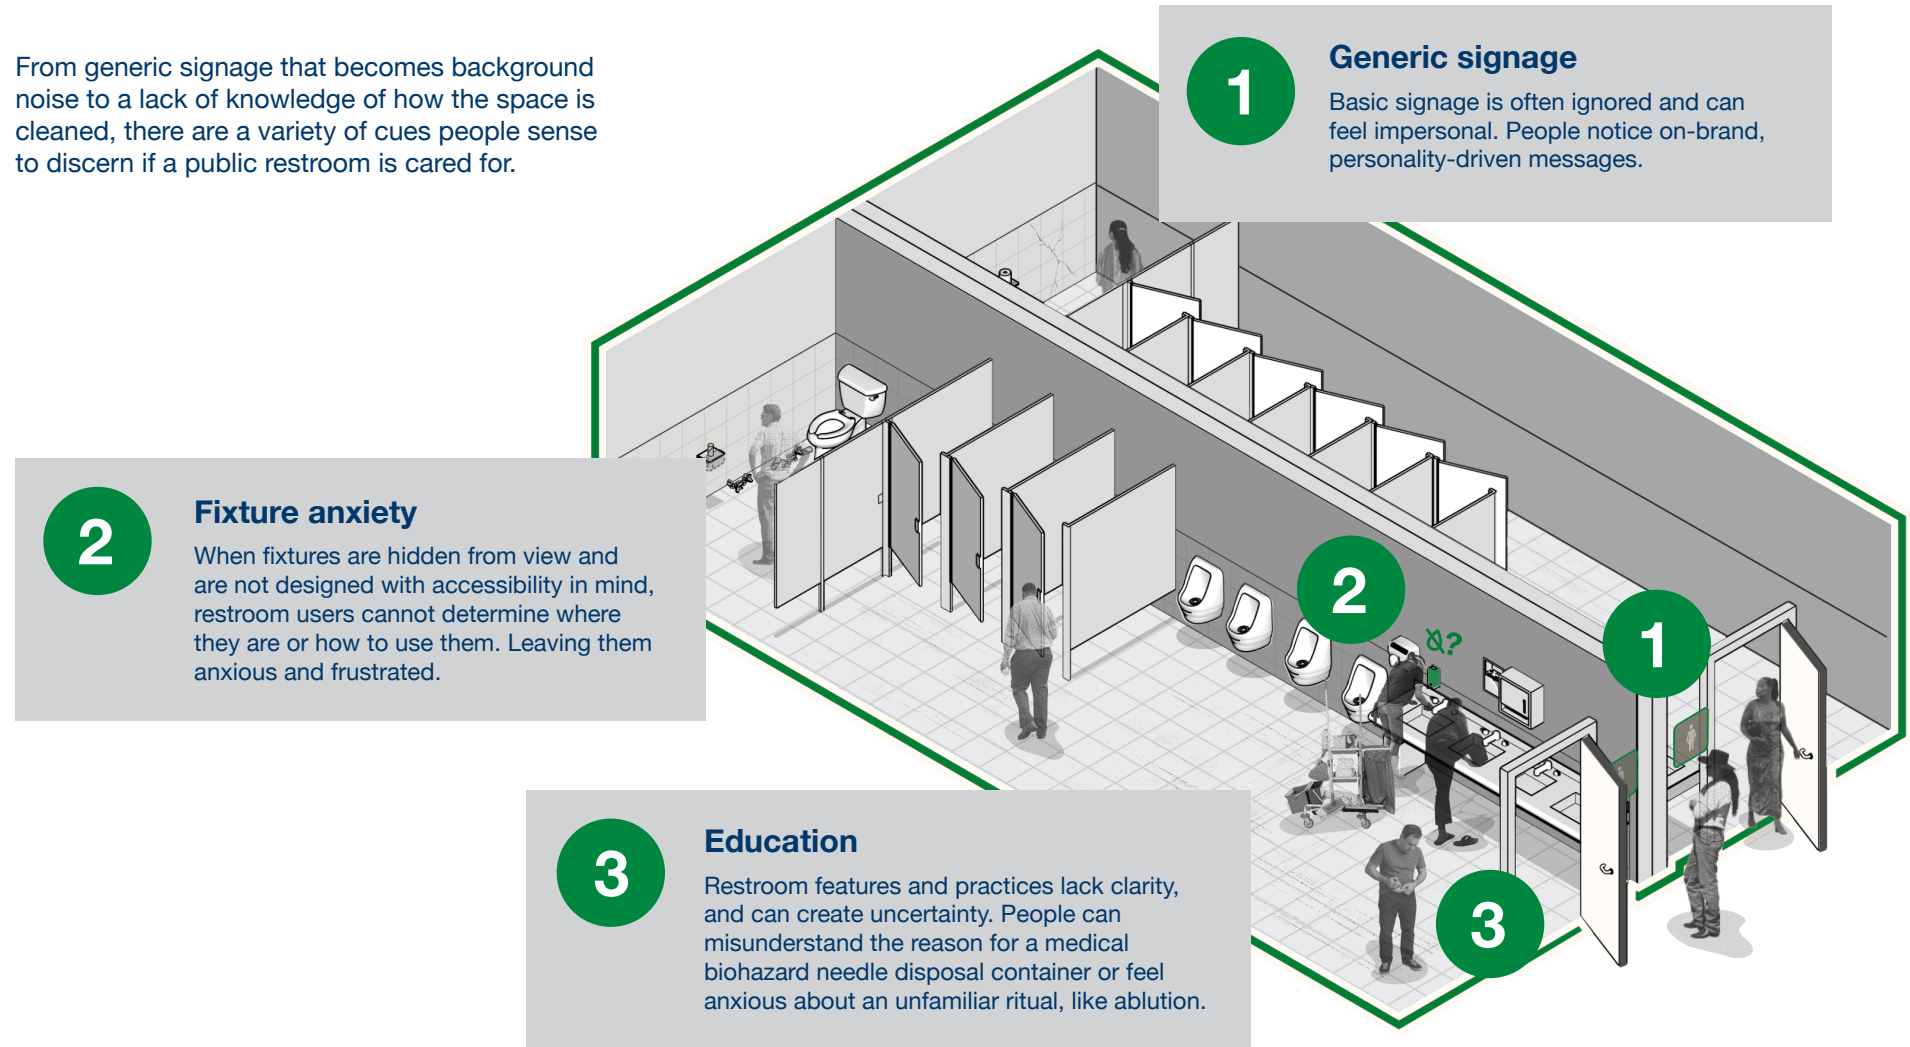 From generic signage that becomes background
noise to a lack of knowledge of how the space is
cleaned, there are a variety of cues people sense
to discern if a public restroom is cared for.
1
Generic signage
Basic signage is often ignored and can
feel impersonal. People notice on-brand,
personality-driven messages.
2
Fixture anxiety
When fixtures are hidden from view and
are not designed with accessibility in mind,
restroom users cannot determine where
they are or how to use them. Leaving them
anxious and frustrated.
2
?
1
3
Education
Restroom features and practices lack clarity,
and can create uncertainty. People can
misunderstand the reason for a medical
biohazard needle disposal container or feel
anxious about an unfamiliar ritual, like ablution.
3